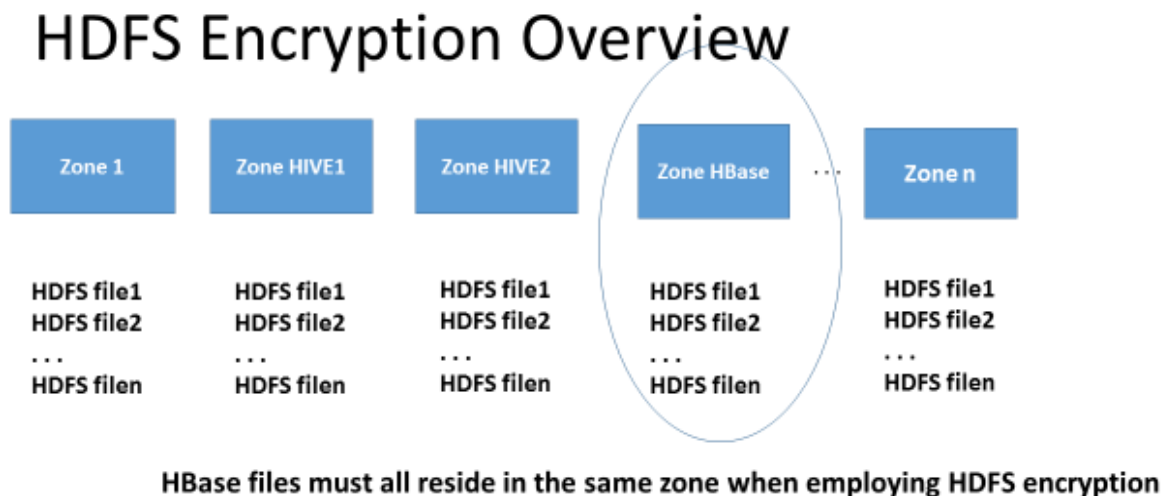 HDFS Encryption Overview
Zone 1
Zone HIVE1
Zone HIVE2
Zone HBase
. . .
Zone n
HDFS file1
HDFS file2
. . .
HDFS filen
HDFS file1
HDFS file2
. . .
HDFS filen
HDFS file1
HDFS file2
. . .
HDFS filen
HDFS file1
HDFS file2
. . .
HDFS filen
HDFS file1
HDFS file2
. . .
HDFS filen
HBase files must all reside in the same zone when employing HDFS encryption